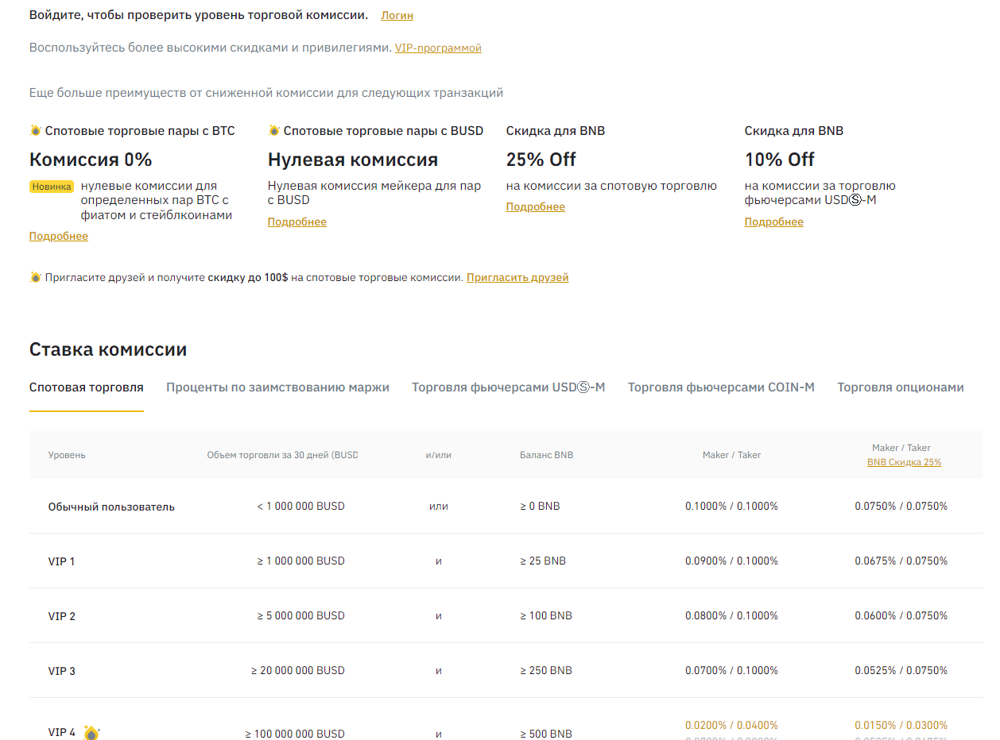 Войдите, чтобы проверить уровень торговой комиссии. Логин
Воспользуйтесь более высокими скидками и привилегиями. VIP-программой
Еще больше преимуществ от сниженной комиссии для следующих транзакций
Спотовые торговые пары с BTC
Комиссия 0%
Новинка нулевые комиссии для
определенных пар BTC с
фиатом и стейблкоинами
Подробнее
Спотовые торговые пары с BUSD
Нулевая комиссия
Нулевая комиссия мейкера для пар
с BUSD
Подробнее
Скидка для BNB
25% Off
на комиссии за спотовую торговлю
Подробнее
Скидка для BNB
10% Off
на комиссии за торговлю
фьючерсами USDⓈ-M
Подробнее
Пригласите друзей и получите скидку до 100$ на спотовые торговые комиссии. Пригласить друзей
Ставка комиссии
Спотовая торговля Проценты по заимствованию маржи Торговля фьючерсами USDⓈ-M Торговля фьючерсами COIN-M Торговля опционами
Уровень Объем торговли за 30 дней (BUSD и/или Баланс BNB Maker / Taker Maker / Taker
BNB Скидка 25%
Обычный пользователь < 1 000 000 BUSD или ≥ 0 BNB 0.1000% / 0.1000% 0.0750% / 0.0750%
VIP 1 ≥ 1 000 000 BUSD и ≥ 25 BNB 0.0900% / 0.1000% 0.0675% / 0.0750%
VIP 2 ≥ 5 000 000 BUSD и ≥ 100 BNB 0.0800% / 0.1000% 0.0600% / 0.0750%
VIP 3 ≥ 20 000 000 BUSD и ≥ 250 BNB 0.0700% / 0.1000% 0.0525% / 0.0750%
VIP 4 ≥ 100 000 000 BUSD и ≥ 500 BNB 0.0200% / 0.0400% 0.0150% / 0.0300%